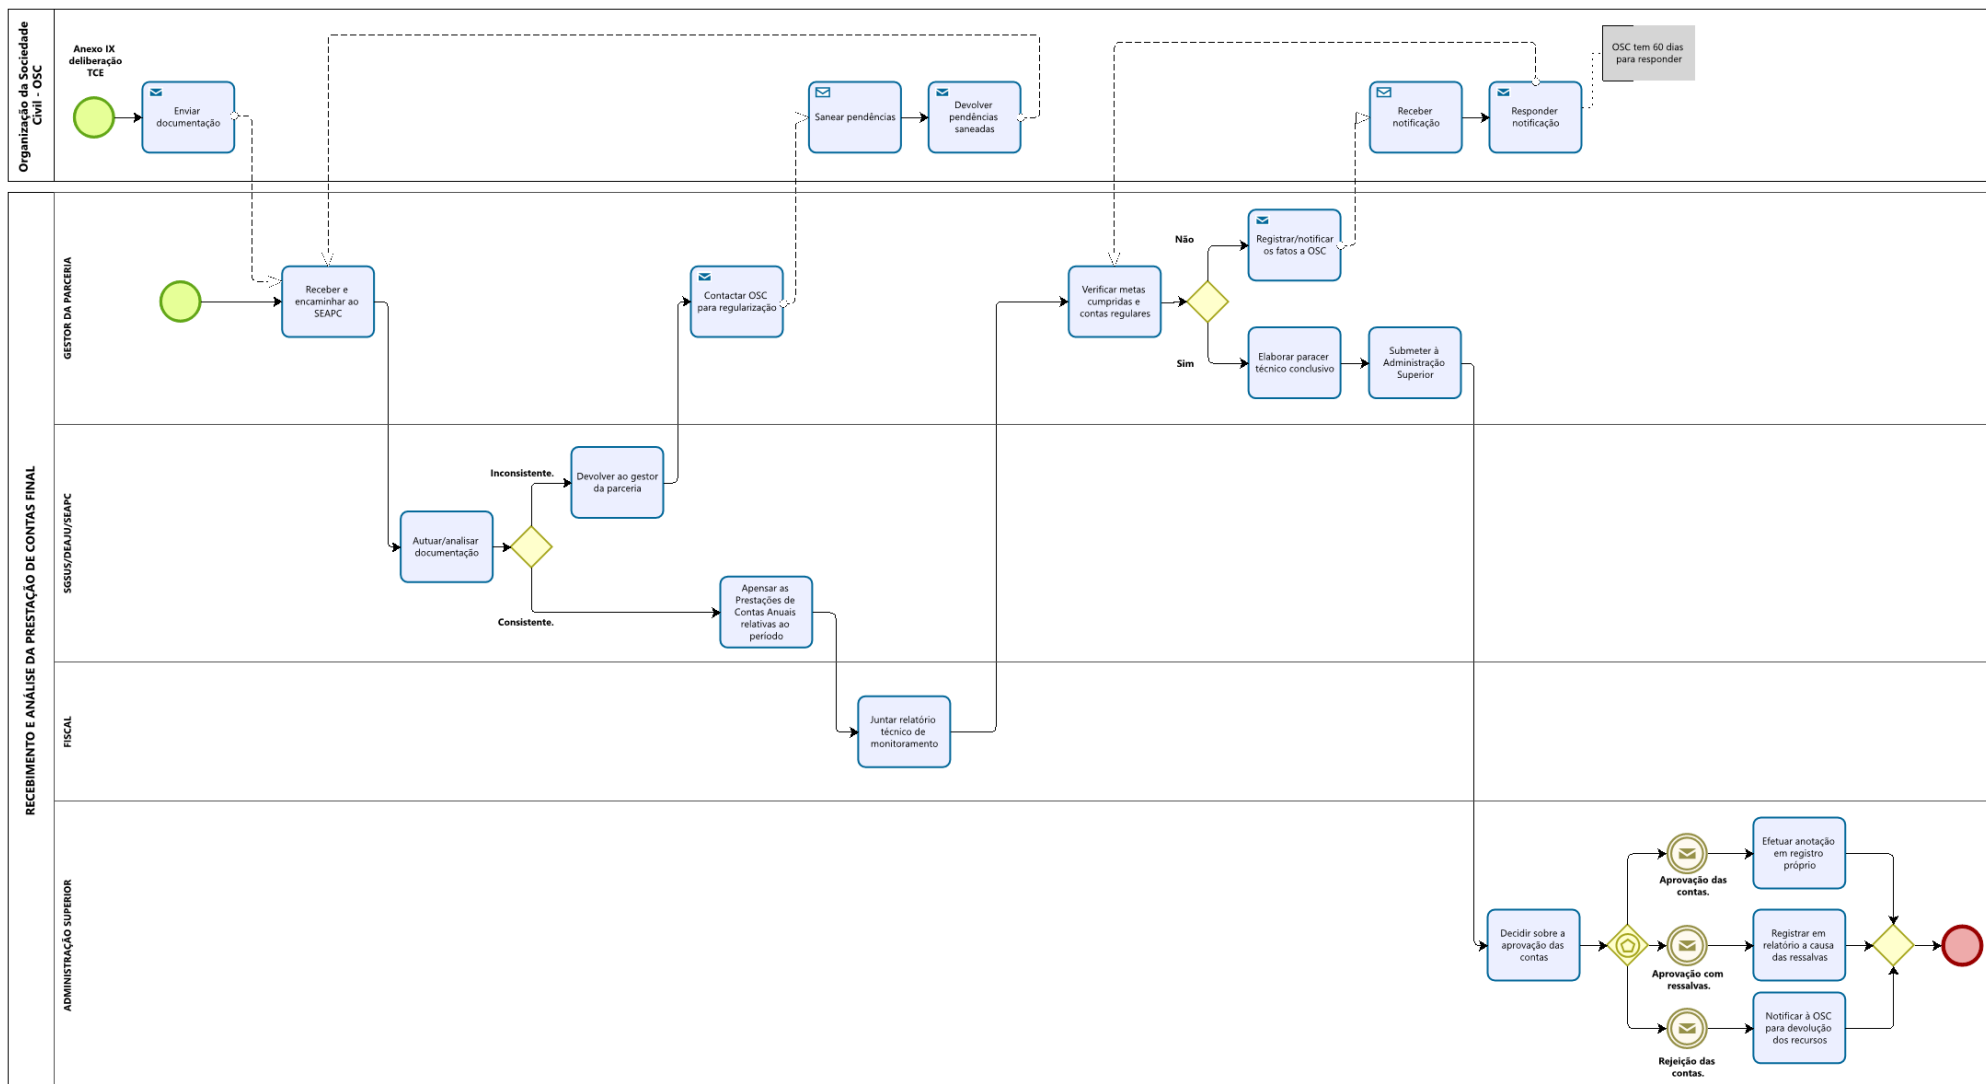 Organização da Sociedade
Civil - OSC
Anexo IX
deliberação
TCE
Enviar
documentação
Sanear pendências
Devolver
pendências
saneadas
Receber
notificação
Responder
notificação
OSC tem 60 dias
para responder
RECEBIMENTO E ANÁLISE DA PRESTAÇÃO DE CONTAS FINAL
GESTOR DA PARCERIA
Receber e
encaminhar ao
SEAPC
Contactar OSC
para regularização
Verificar metas
cumpridas e
contas regulares
Não
Registrar/notificar
os fatos a OSC
Sim
Elaborar paracer
técnico conclusivo
Submeter à
Administração
Superior
SGSUS/DEAJU/SEAPC
Autuar/analisar
documentação
Inconsistente.
Devolver ao gestor
da parceria
Consistente.
Apensar as
Prestações de
Contas Anuais
relativas ao
período
FISCAL
Juntar relatório
técnico de
monitoramento
ADMINISTRAÇÃO SUPERIOR
Decidir sobre a
aprovação das
contas
Aprovação das
contas.
Efetuar anotação
em registro
próprio
Aprovação com
ressalvas.
Registrar em
relatório a causa
das ressalvas
Rejeição das
contas.
Notificar à OSC
para devolução
dos recursos